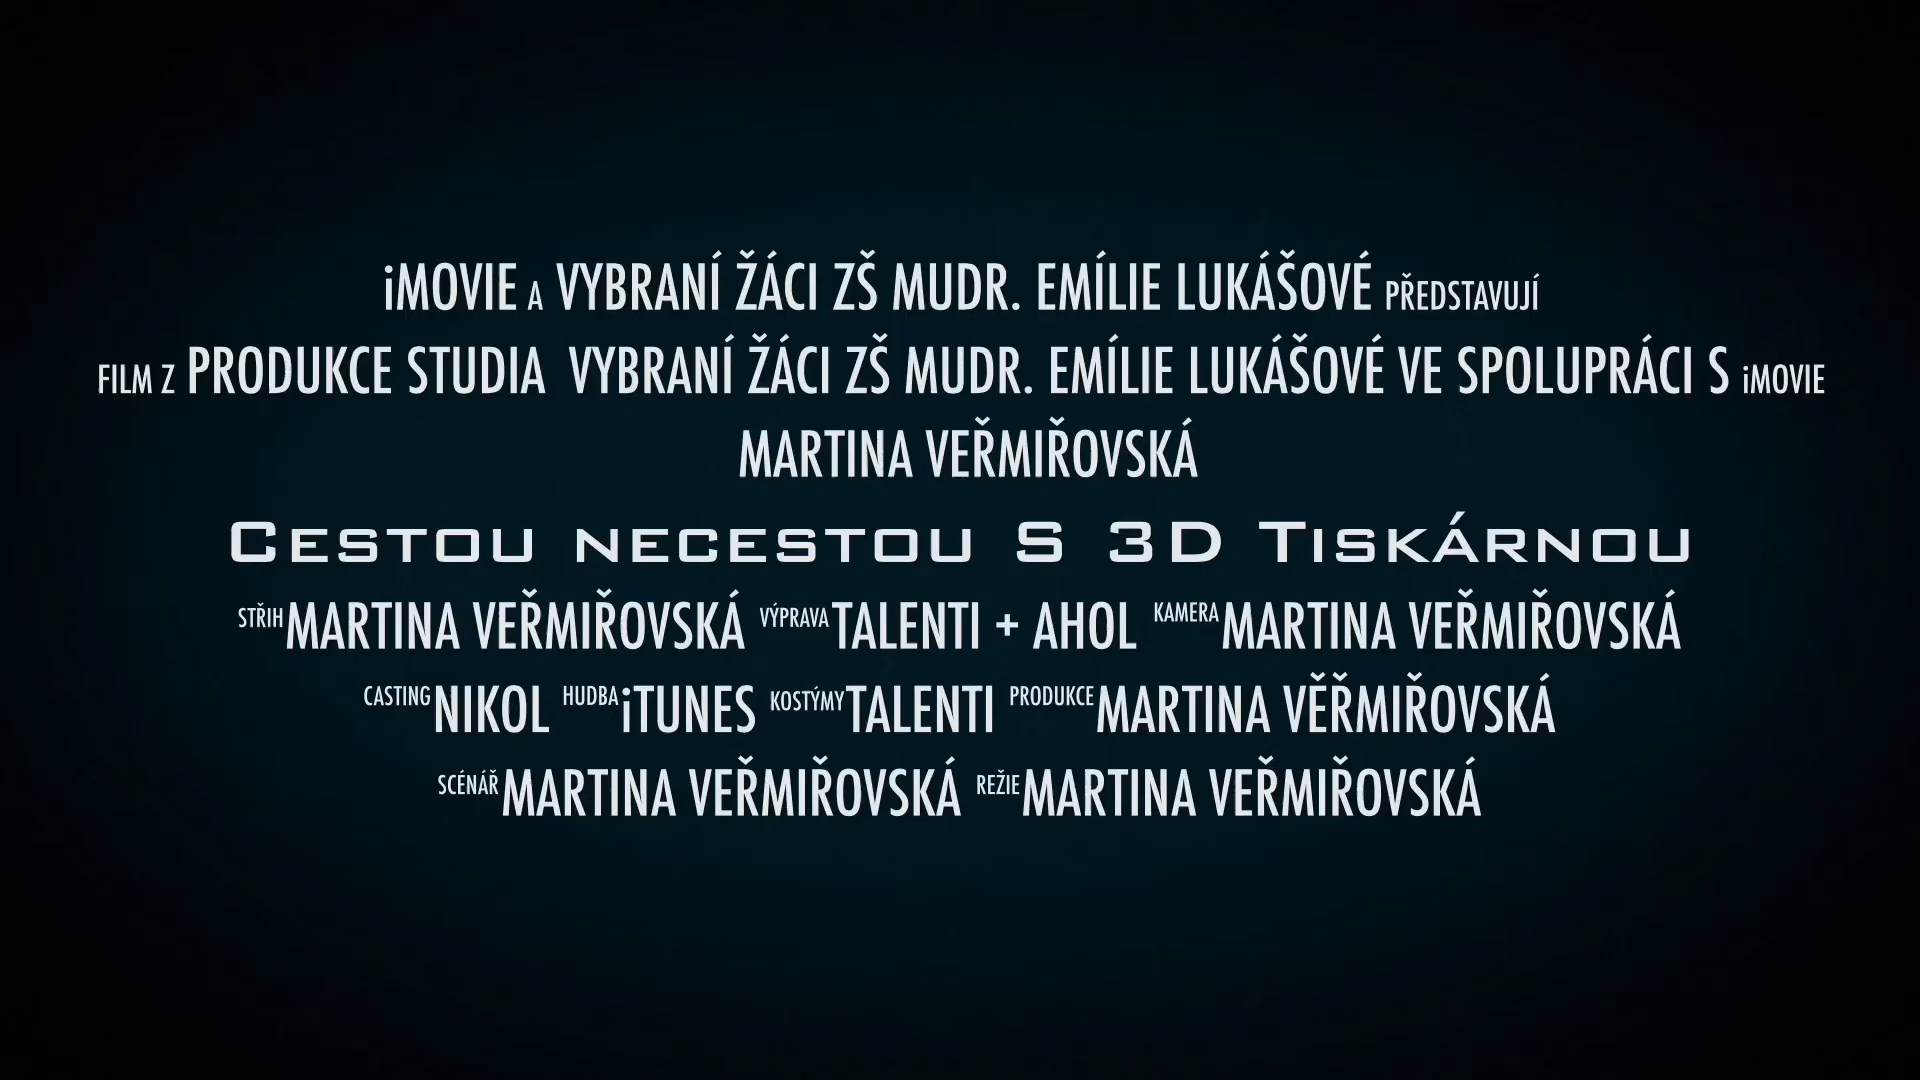 iMOVIE A VYBRANÍ ŽÁCI ZŠ MUDR. EMÍLIE LUKÁŠOVÉ PŘEDSTAVUJÍ
FILM Z PRODUKCE STUDIA VYBRANÍ ŽÁCI ZŠ MUDR. EMÍLIE LUKÁŠOVÉ VE SPOLUPRÁCI S iMOVIE
MARTINA VEŘMIŘOVSKÁ
CESTOU NECESTOU S 3D TISKÁRNOU
STŘIH MARTINA VEŘMIŘOVSKÁ VÝPRAVA TALENTI + AHOL KAMERA MARTINA VEŘMIŘOVSKÁ
CASTING NIKOL HUDBA iTUNES KOSTÝMY TALENTI PRODUKCE MARTINA VĚŘMIŘOVSKÁ
SCÉNÁŘ MARTINA VEŘMIŘOVSKÁ REŽIE MARTINA VEŘMIŘOVSKÁ